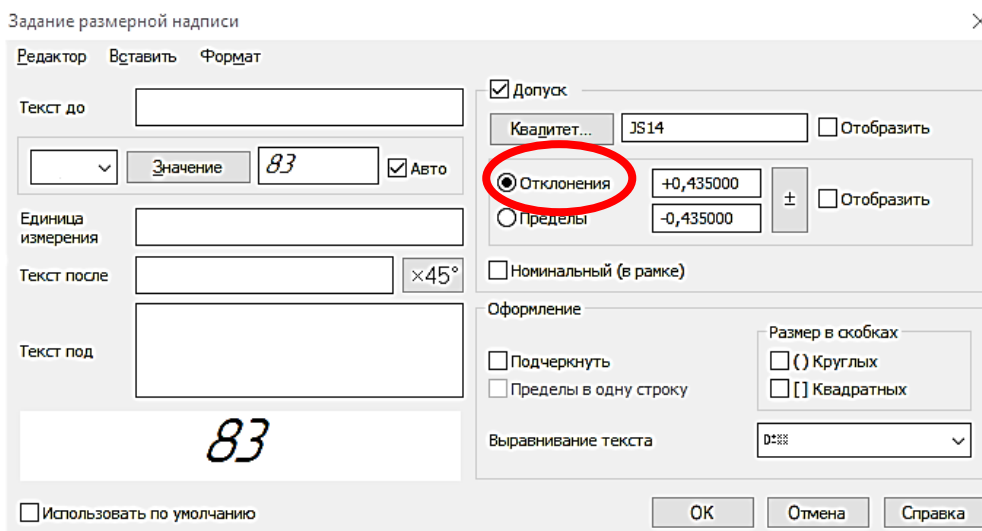 Задание размерной надписи
Редактор Вставить Формат
Текст до
Значение 83 Авто
Единица
измерения
Текст после ×45°
Текст под
83
Использовать по умолчанию
Допуск
Квалитет... JS14 Отобразить
Отклонения +0,435000
± Отобразить
Пределы -0,435000
Номинальный (в рамке)
Оформление
Подчеркнуть
Пределы в одну строку
Размер в скобках
( ) Круглых
[ ] Квадратных
Выравнивание текста D±xx
OK Отмена Справка